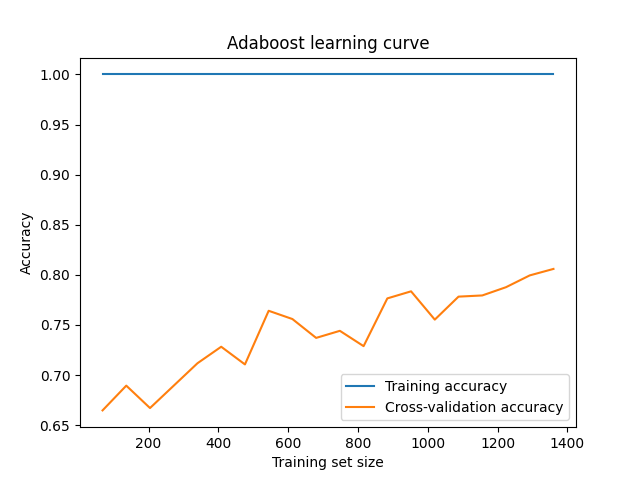 Adaboost learning curve
1.00
0.95
0.90
0.85
0.80
0.75
0.70
0.65
Accuracy
Training accuracy
Cross-validation accuracy
200 400 600 800 1000 1200 1400
Training set size